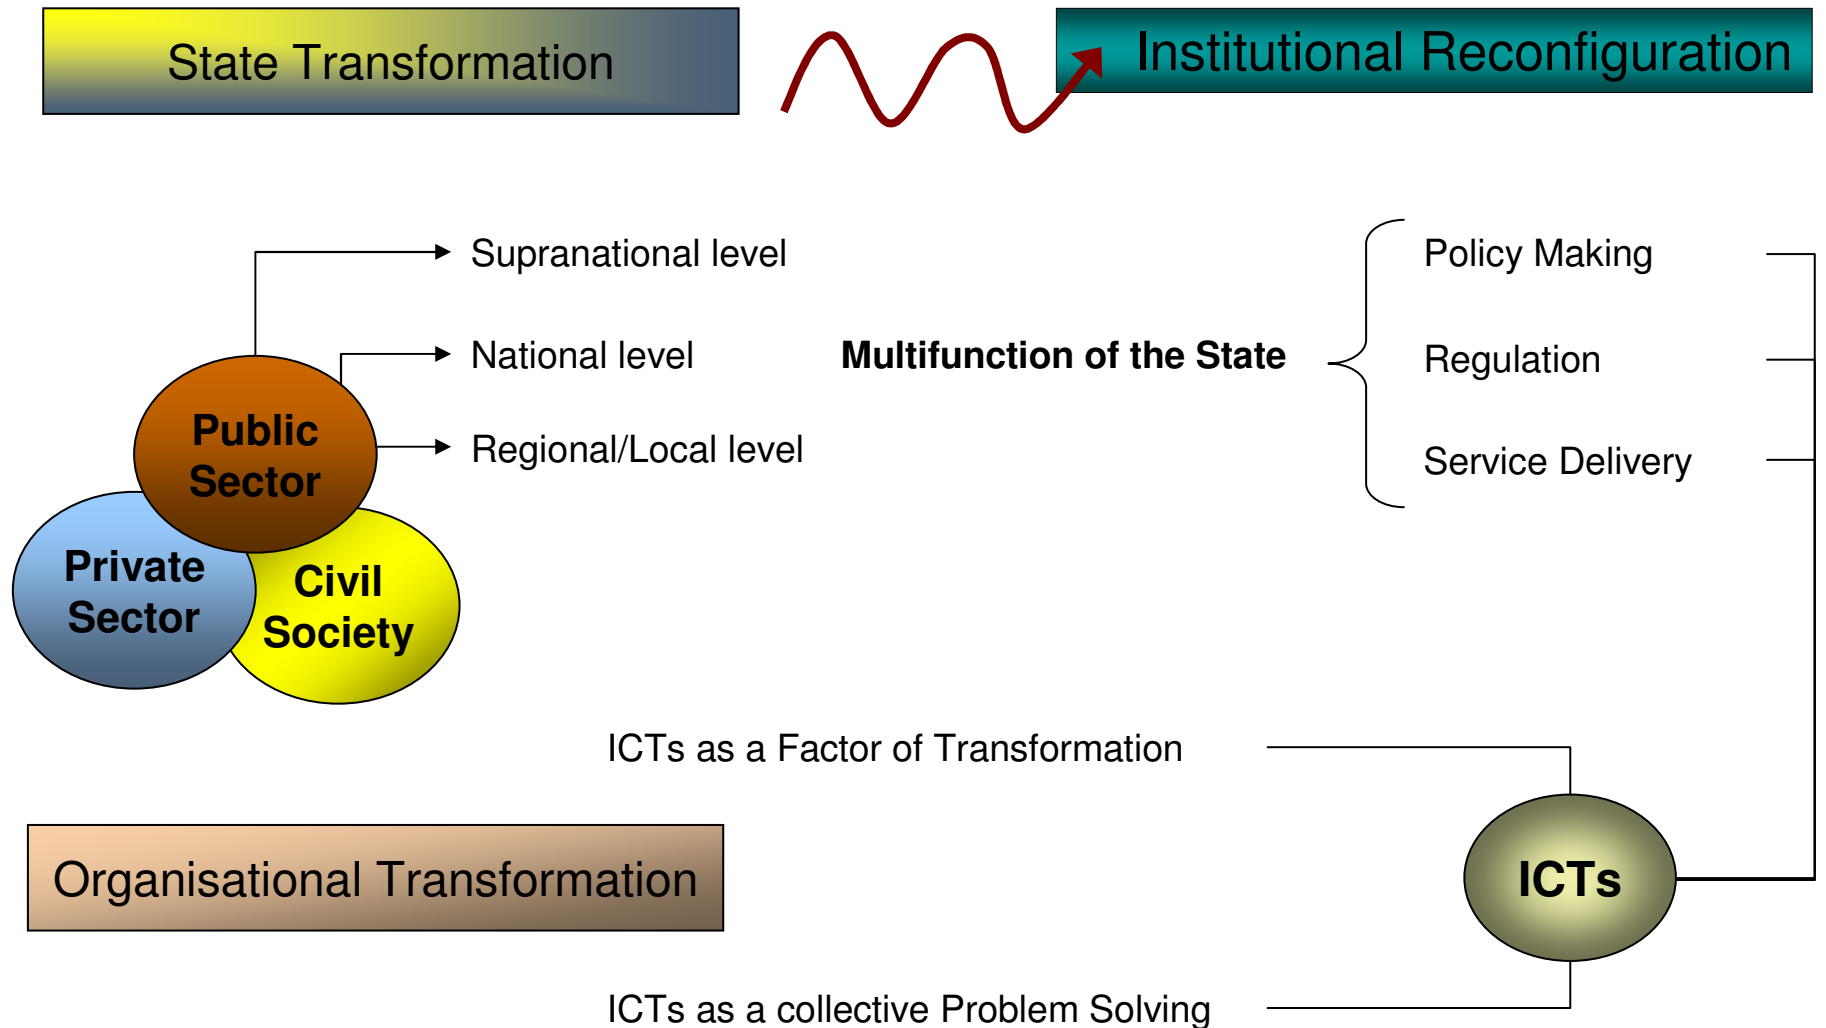 State Transformation
Institutional Reconfiguration
Supranational level
Policy Making
National level
Multifunction of the State
Regulation
Public
Sector
Regional/Local level
Service Delivery
Private
Sector
Civil
Society
ICTs as a Factor of Transformation
Organisational Transformation
ICTs
ICTs as a collective Problem Solving